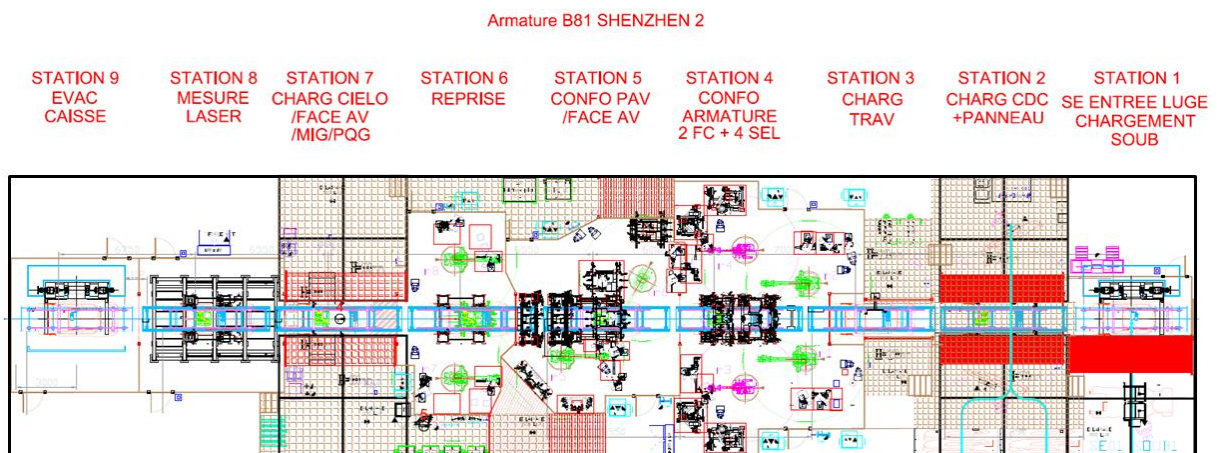 Armature B81 SHENZHEN 2
STATION 9
EVAC
CAISSE
STATION 8
MESURE
LASER
STATION 7
CHARG CIELO
/FACE AV
/MIG/PQG
STATION 6
REPRISE
STATION 5
CONFO PAV
/FACE AV
STATION 4
CONFO
ARMATURE
2 FC + 4 SEL
STATION 3
CHARG
TRAV
STATION 2
CHARG CDC
+PANNEAU
STATION 1
SE ENTREE LUGE
CHARGEMENT
SOUB